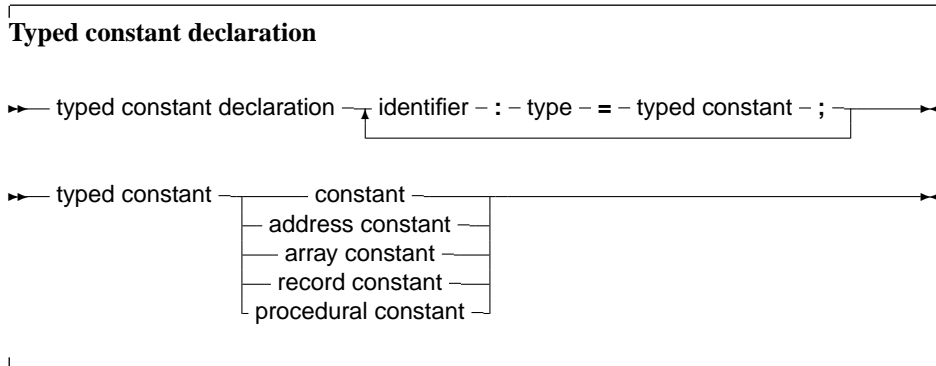 Typed constant declaration
typed constant declaration identifier : type = typed constant ;
typed constant constant
address constant
array constant
record constant
procedural constant